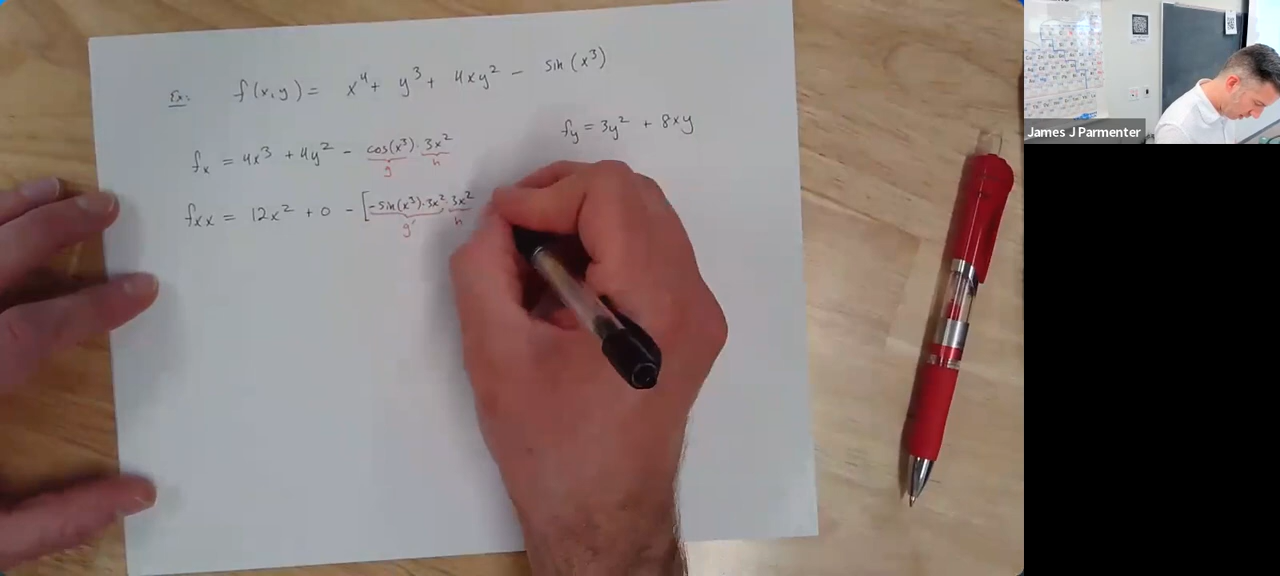 Ex: f(x,y) = x⁴ + y³ + 4xy² - sin(x³)
fx = 4x³ + 4y² - cos(x³) · 3x²
g h
fy = 3y² + 8xy
fxx = 12x² + 0 - [-sin(x³)·3x²·3x²
g' h
James J Parmenter